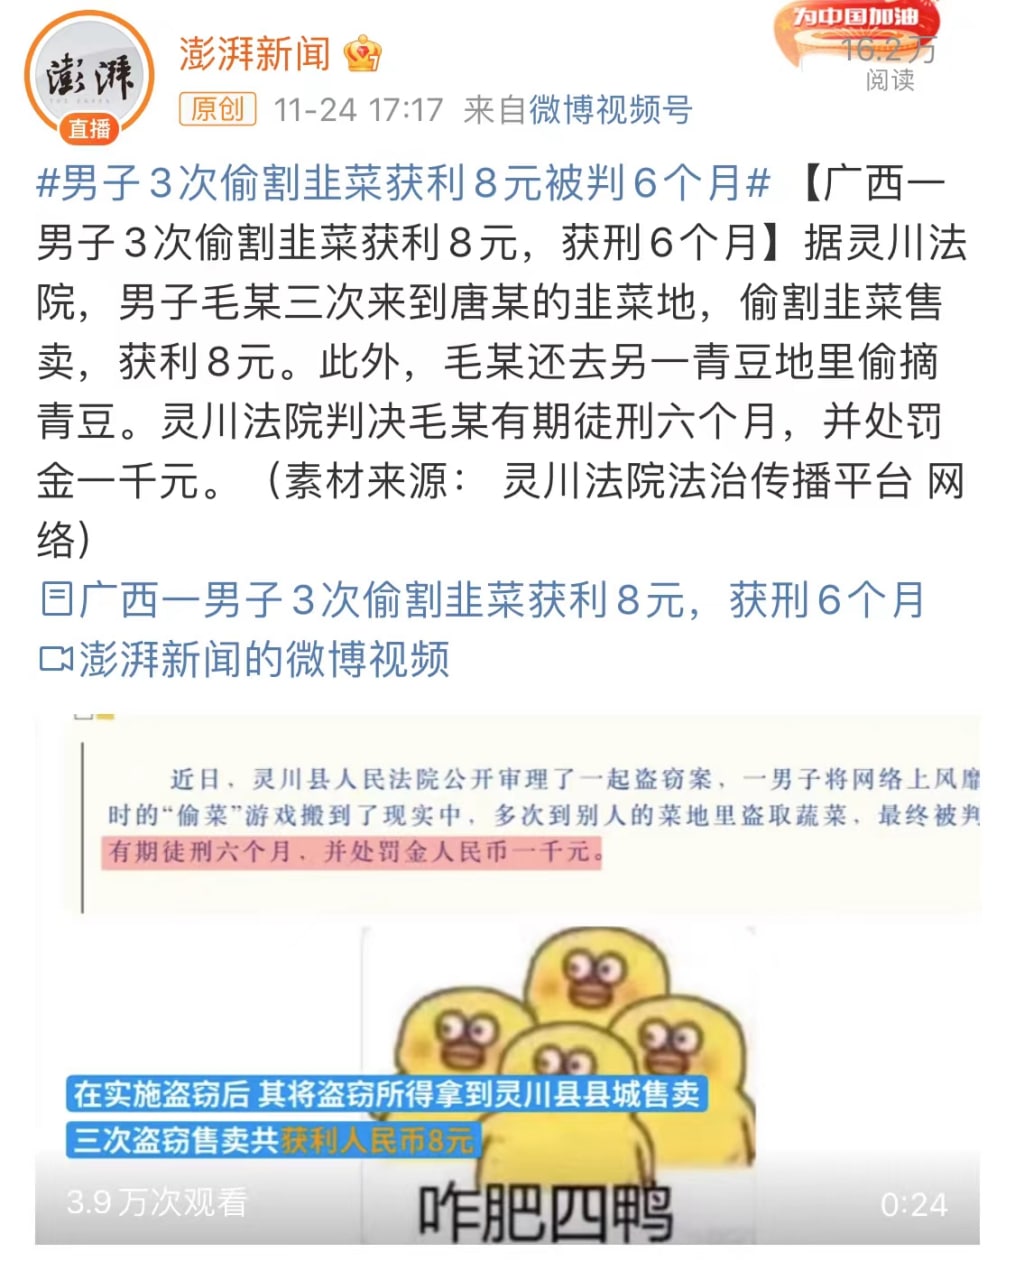 为中国加油
澎湃
直播
澎湃新闻
16.2万
阅读
原创 11-24 17:17 来自微博视频号
#男子3次偷割韭菜获利8元被判6个月# 【广西一
男子3次偷割韭菜获利8元，获刑6个月】据灵川法
院，男子毛某三次来到唐某的韭菜地，偷割韭菜售
卖，获利8元。此外，毛某还去另一青豆地里偷摘
青豆。灵川法院判决毛某有期徒刑六个月，并处罚
金一千元。（素材来源： 灵川法院法治传播平台 网
络）
广西一男子3次偷割韭菜获利8元，获刑6个月
澎湃新闻的微博视频
近日，灵川县人民法院公开审理了一起盗窃案，一男子将网络上风靡
时的“偷菜”游戏搬到了现实中，多次到别人的菜地里盗取蔬菜，最终被判
有期徒刑六个月，并处罚金人民币一千元。
在实施盗窃后 其将盗窃所得拿到灵川县县城售卖
三次盗窃售卖共获利人民币8元
3.9万次观看
咋肥四鸭
0:24